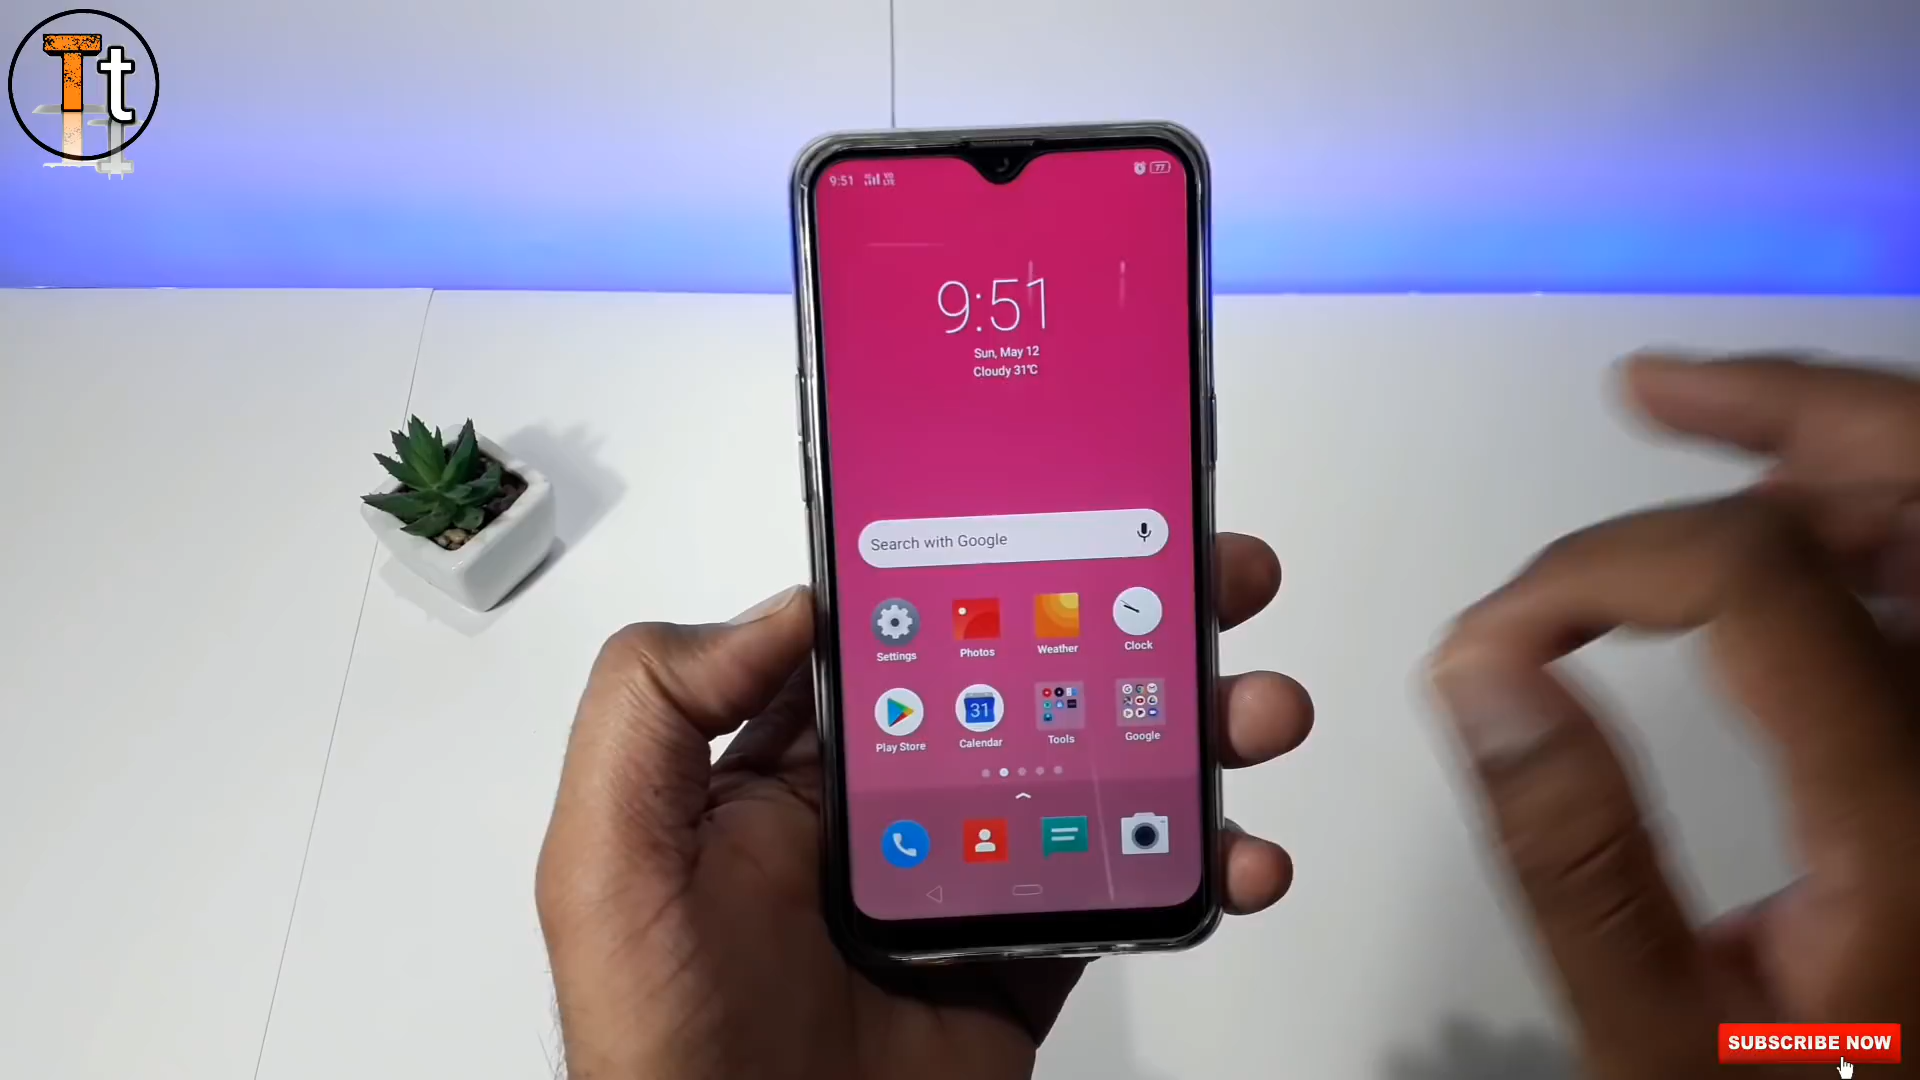 Tt
9:51
77
9:51
Sun, May 12
Cloudy 31°C
Search with Google
Settings
Photos
Weather
Clock
Play Store
31
Calendar
Tools
Google
SUBSCRIBE NOW